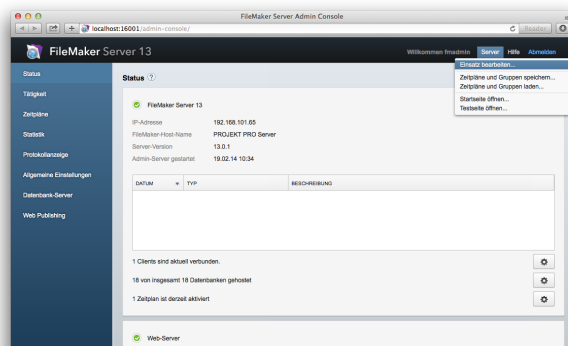 FileMaker Server Admin Console
localhost:16001/admin-console/
Reader
FileMaker Server 13
Willkommen fmadmin Server Hilfe Abmelden
Einsatz bearbeiten...
Zeitpläne und Gruppen speichern...
Zeitpläne und Gruppen laden...
Startseite öffnen...
Testseite öffnen...
Status
Tätigkeit
Zeitpläne
Statistik
Protokollanzeige
Allgemeine Einstellungen
Datenbank-Server
Web Publishing
Status ?
FileMaker Server 13
IP-Adresse 192.168.101.65
FileMaker-Host-Name PROJEKT PRO Server
Server-Version 13.0.1
Admin-Server gestartet 19.02.14 10:34
DATUM TYP BESCHREIBUNG
1 Clients sind aktuell verbunden.
18 von insgesamt 18 Datenbanken gehostet
1 Zeitplan ist derzeit aktiviert
Web-Server